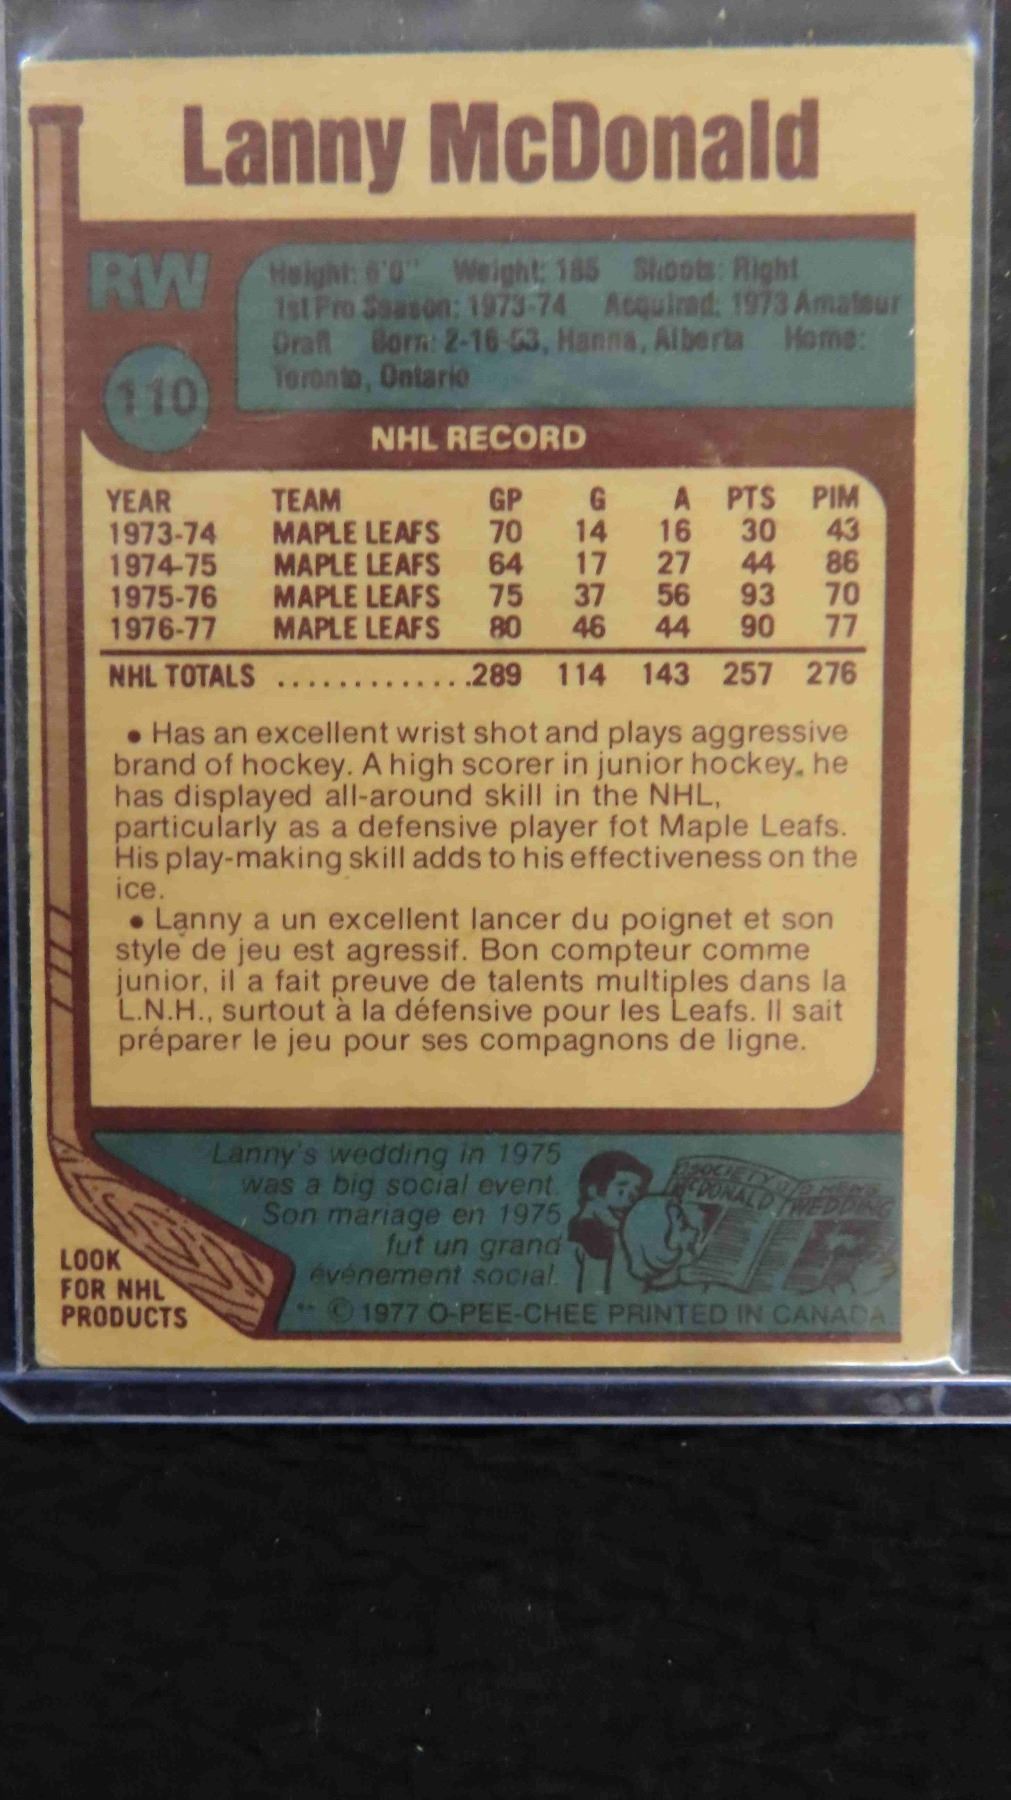 Lanny McDonald
RW
110
Height: 6'0" Weight: 185 Shoots: Right
1st Pro Season: 1973-74 Acquired: 1973 Amateur
Draft Born: 2-16-53, Hanna, Alberta Home:
Toronto, Ontario
NHL RECORD
YEAR TEAM GP G A PTS PIM
1973-74 MAPLE LEAFS 70 14 16 30 43
1974-75 MAPLE LEAFS 64 17 27 44 86
1975-76 MAPLE LEAFS 75 37 56 93 70
1976-77 MAPLE LEAFS 80 46 44 90 77
NHL TOTALS ..............289 114 143 257 276
• Has an excellent wrist shot and plays aggressive
brand of hockey. A high scorer in junior hockey, he
has displayed all-around skill in the NHL,
particularly as a defensive player fot Maple Leafs.
His play-making skill adds to his effectiveness on the
ice.
• Lanny a un excellent lancer du poignet et son
style de jeu est agressif. Bon compteur comme
junior, il a fait preuve de talents multiples dans la
L.N.H., surtout à la défensive pour les Leafs. Il sait
préparer le jeu pour ses compagnons de ligne.
Lanny's wedding in 1975
was a big social event.
Son mariage en 1975
fut un grand
événement social.
SOCIETY
McDONALD
NEWS
WEDDING
LOOK
FOR NHL
PRODUCTS
** © 1977 O-PEE-CHEE PRINTED IN CANADA